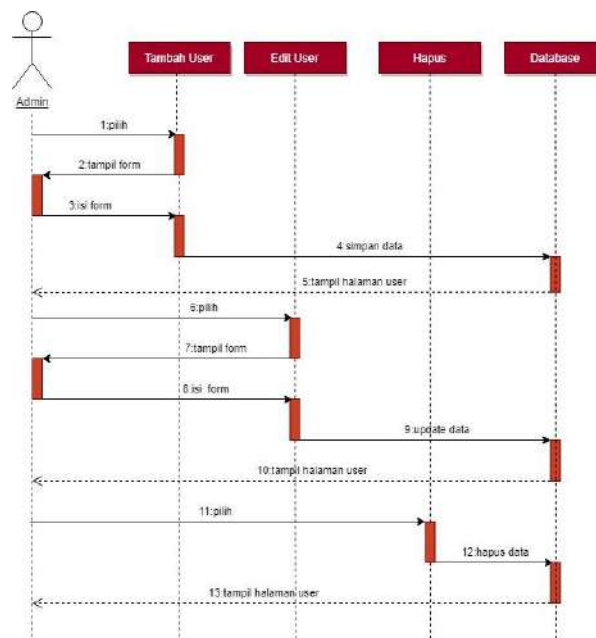 Tambah User
Edit User
Hapus
Database
Admin
1:pilih
2:tampil form
3:isi form
4:simpan data
5:tampil halaman user
6:pilih
7:tampil form
8:isi form
9:update data
10:tampil halaman user
11:pilih
12:hapus data
13:tampil halaman user